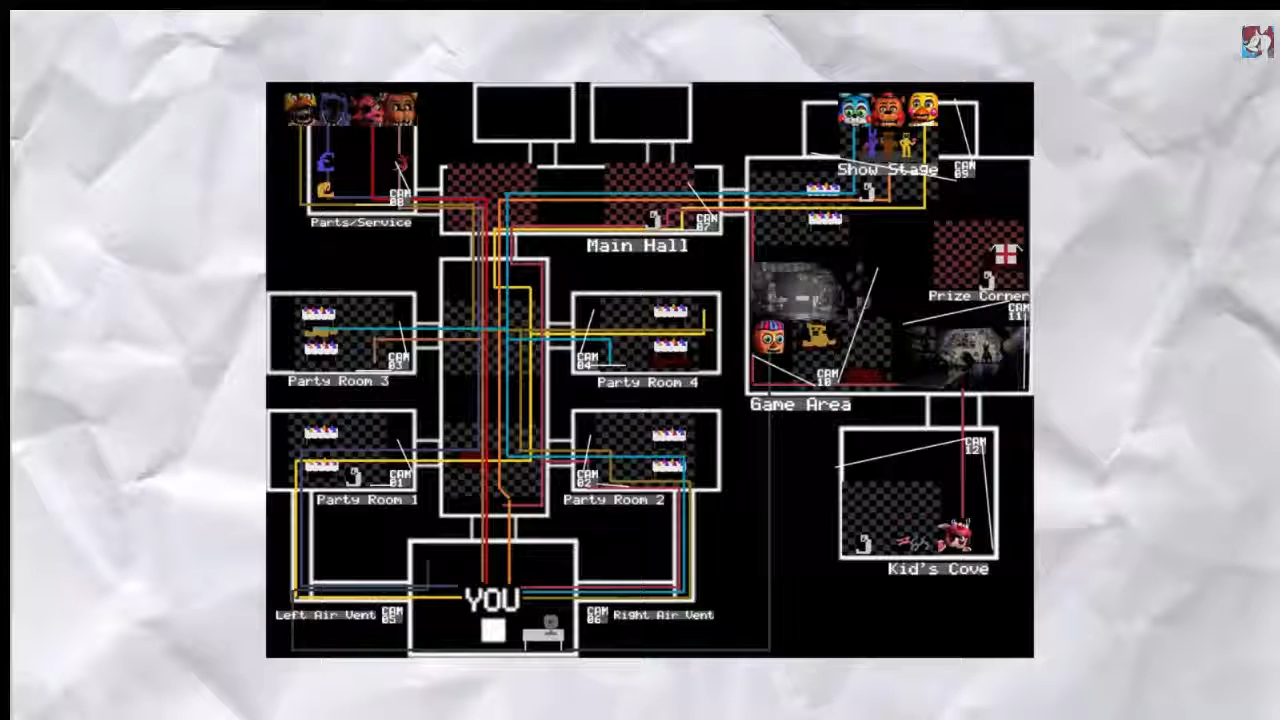 Show Stage
CAM
09
CAM
08
Parts/Service
CAM
07
Main Hall
Prize Corner
CAM
11
CAM
03
Party Room 3
CAM
04
Party Room 4
CAM
10
Game Area
CAM
01
Party Room 1
CAM
02
Party Room 2
CAM
12
Kid's Cove
YOU
Left Air Vent
CAM
05
CAM
06
Right Air Vent